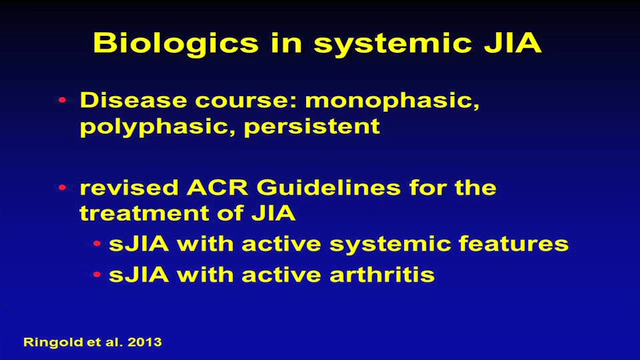 Biologics in systemic JIA
• Disease course: monophasic,
polyphasic, persistent
• revised ACR Guidelines for the
treatment of JIA
• sJIA with active systemic features
• sJIA with active arthritis
Ringold et al. 2013